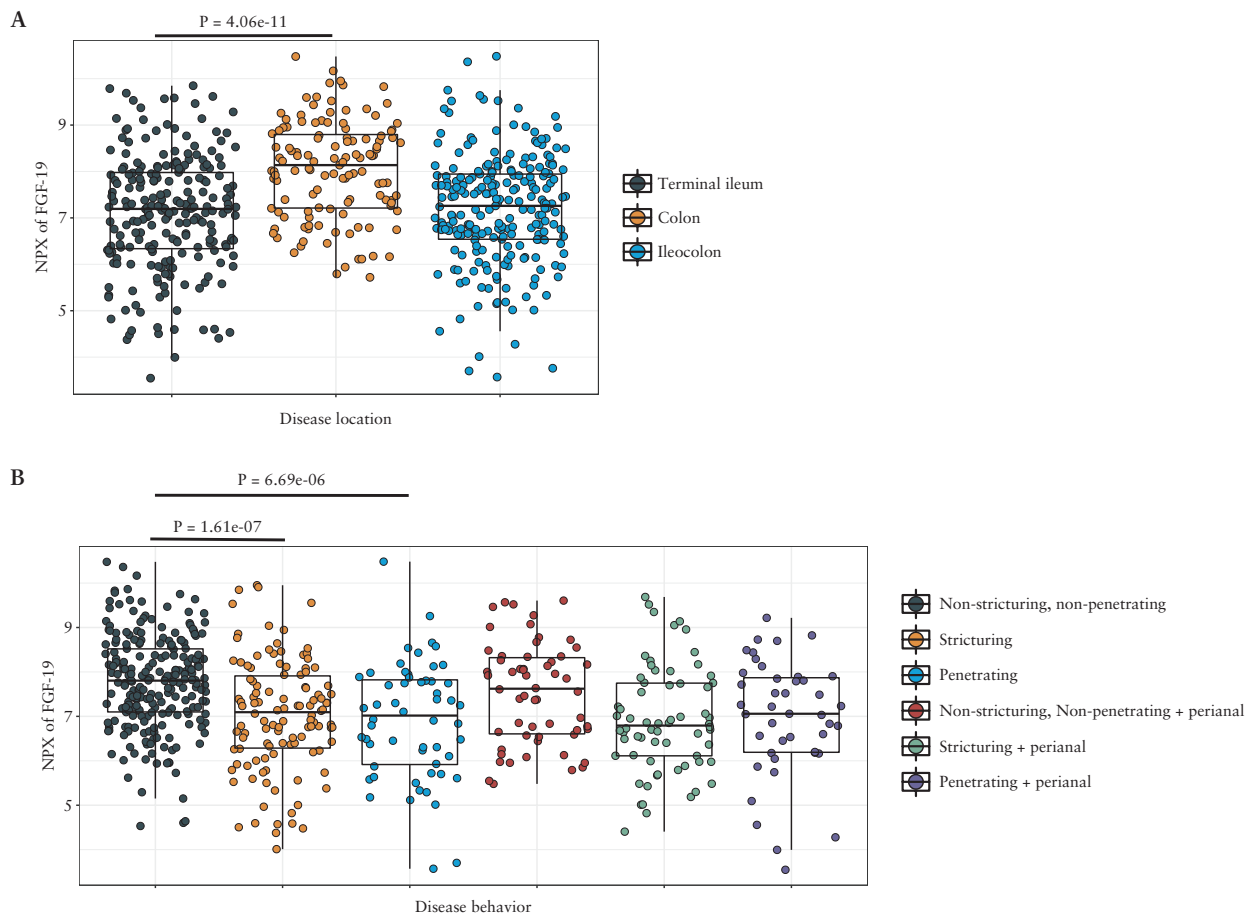 A
P = 4.06e-11
9
7
5
NPX of FGF-19
Disease location
Terminal ileum
Colon
Ileocolon
B
P = 6.69e-06
P = 1.61e-07
9
7
5
NPX of FGF-19
Disease behavior
Non-stricturing, non-penetrating
Stricturing
Penetrating
Non-stricturing, Non-penetrating + perianal
Stricturing + perianal
Penetrating + perianal